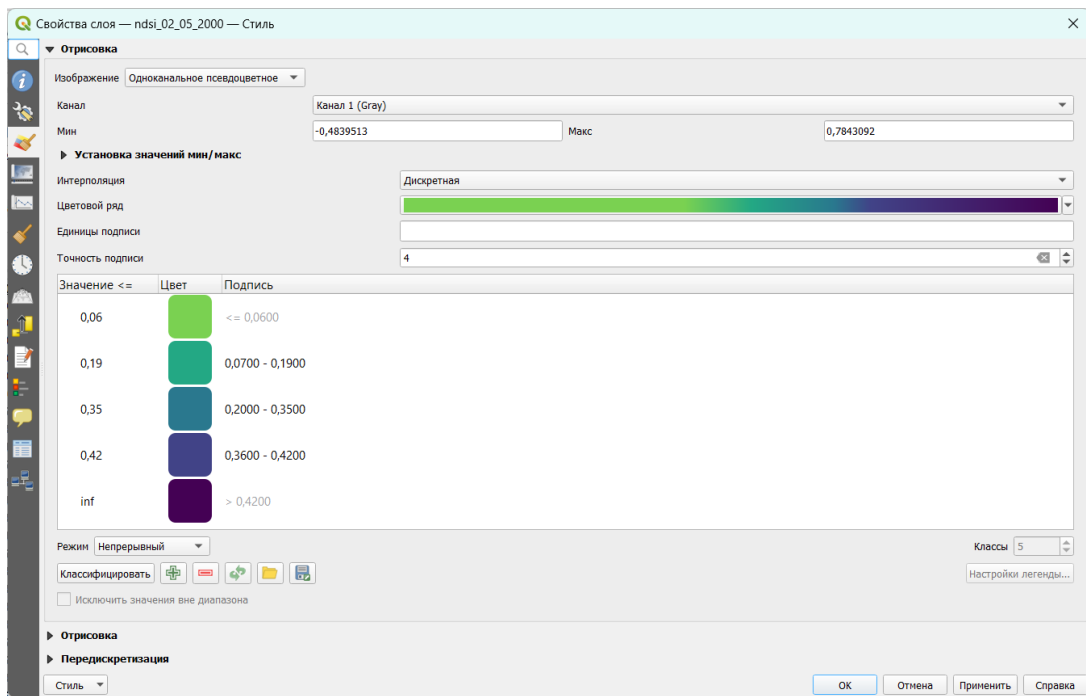 Свойства слоя — ndsi_02_05_2000 — Стиль
Отрисовка
Изображение Одноканальное псевдоцветное
Канал Канал 1 (Gray)
Мин -0,4839513 Макс 0,7843092
Установка значений мин/макс
Интерполяция Дискретная
Цветовой ряд
Единицы подписи
Точность подписи 4
Значение <= Цвет Подпись
0,06 <= 0,0600
0,19 0,0700 - 0,1900
0,35 0,2000 - 0,3500
0,42 0,3600 - 0,4200
inf > 0,4200
Режим Непрерывный Классы 5
Классифицировать Настройки легенды...
Исключить значения вне диапазона
Отрисовка
Передискретизация
Стиль OK Отмена Применить Справка